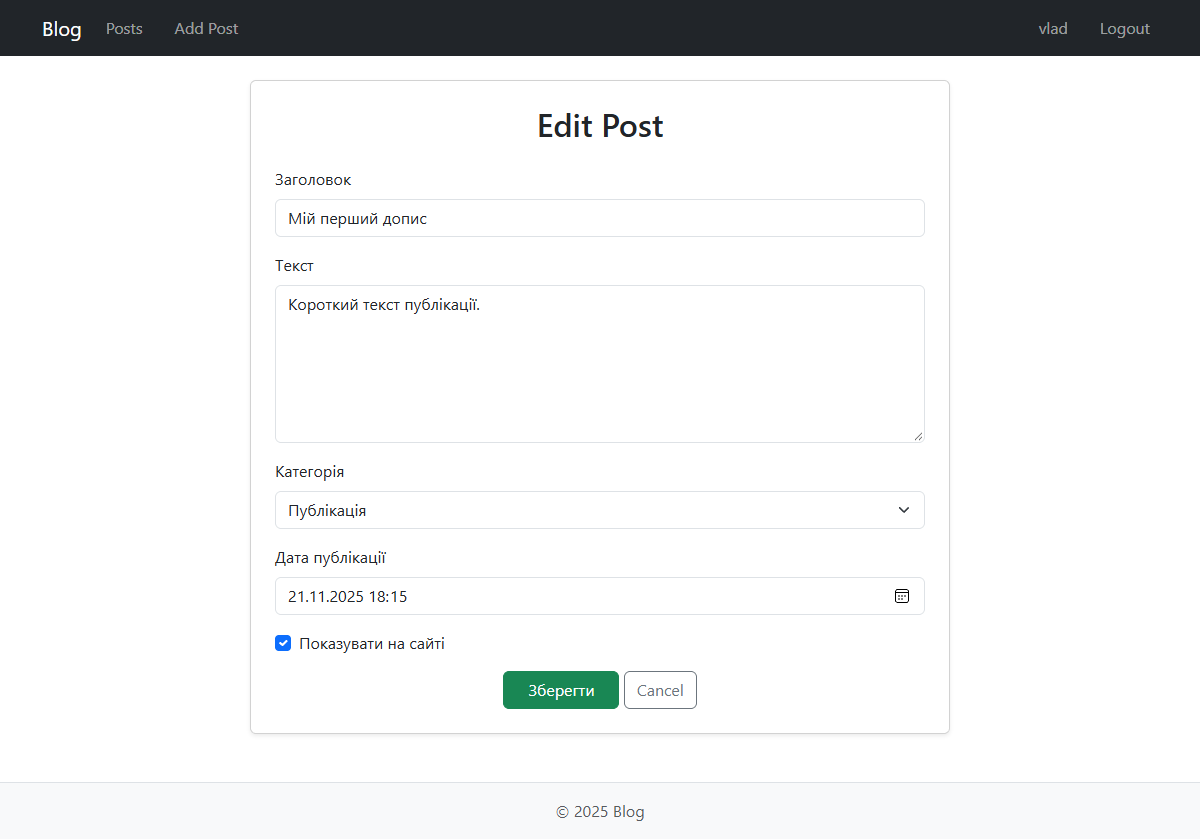 Blog Posts Add Post vlad Logout
Edit Post
Заголовок
Мій перший допис
Текст
Короткий текст публікації.
Категорія
Публікація
Дата публікації
21.11.2025 18:15
Показувати на сайті
Зберегти Cancel
© 2025 Blog